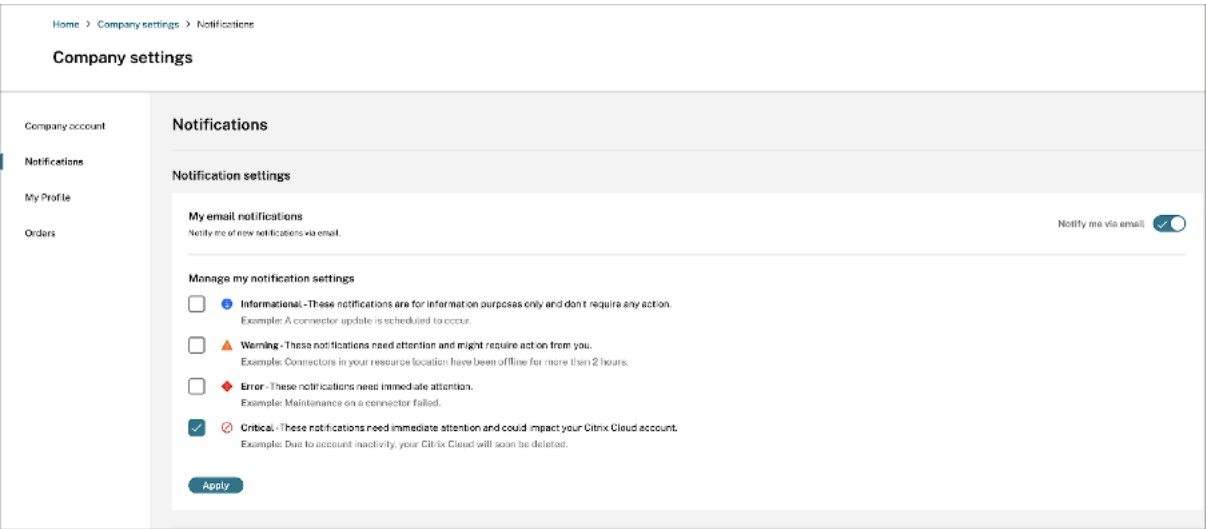 Home > Company settings > Notifications
Company settings
Company account
Notifications
My Profile
Orders
Notifications
Notification settings
My email notifications
Notify me of new notifications via email.
Notify me via email
Manage my notification settings
Informational - These notifications are for information purposes only and don't require any action.
Example: A connector update is scheduled to occur.
Warning - These notifications need attention and might require action from you.
Example: Connectors in your resource location have been offline for more then 2 hours.
Error - These notifications need immediate attention.
Example: Maintenance on a connector failed.
Critical - These notifications need immediate attention and could impact your Citrix Cloud account.
Example: Due to account inactivity, your Citrix Cloud will soon be deleted.
Apply